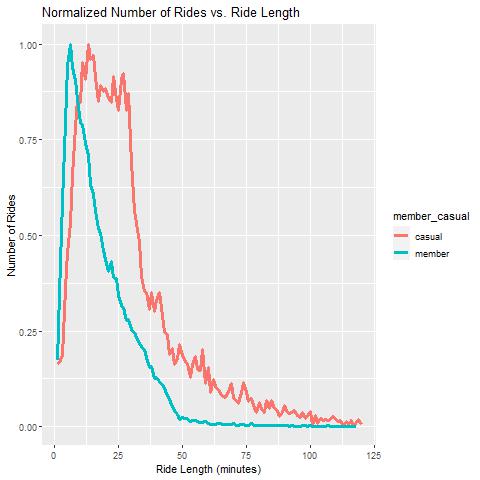 Normalized Number of Rides vs. Ride Length
Number of Rides
1.00
0.75
0.50
0.25
0.00
0
25
50
75
100
125
Ride Length (minutes)
member_casual
casual
member